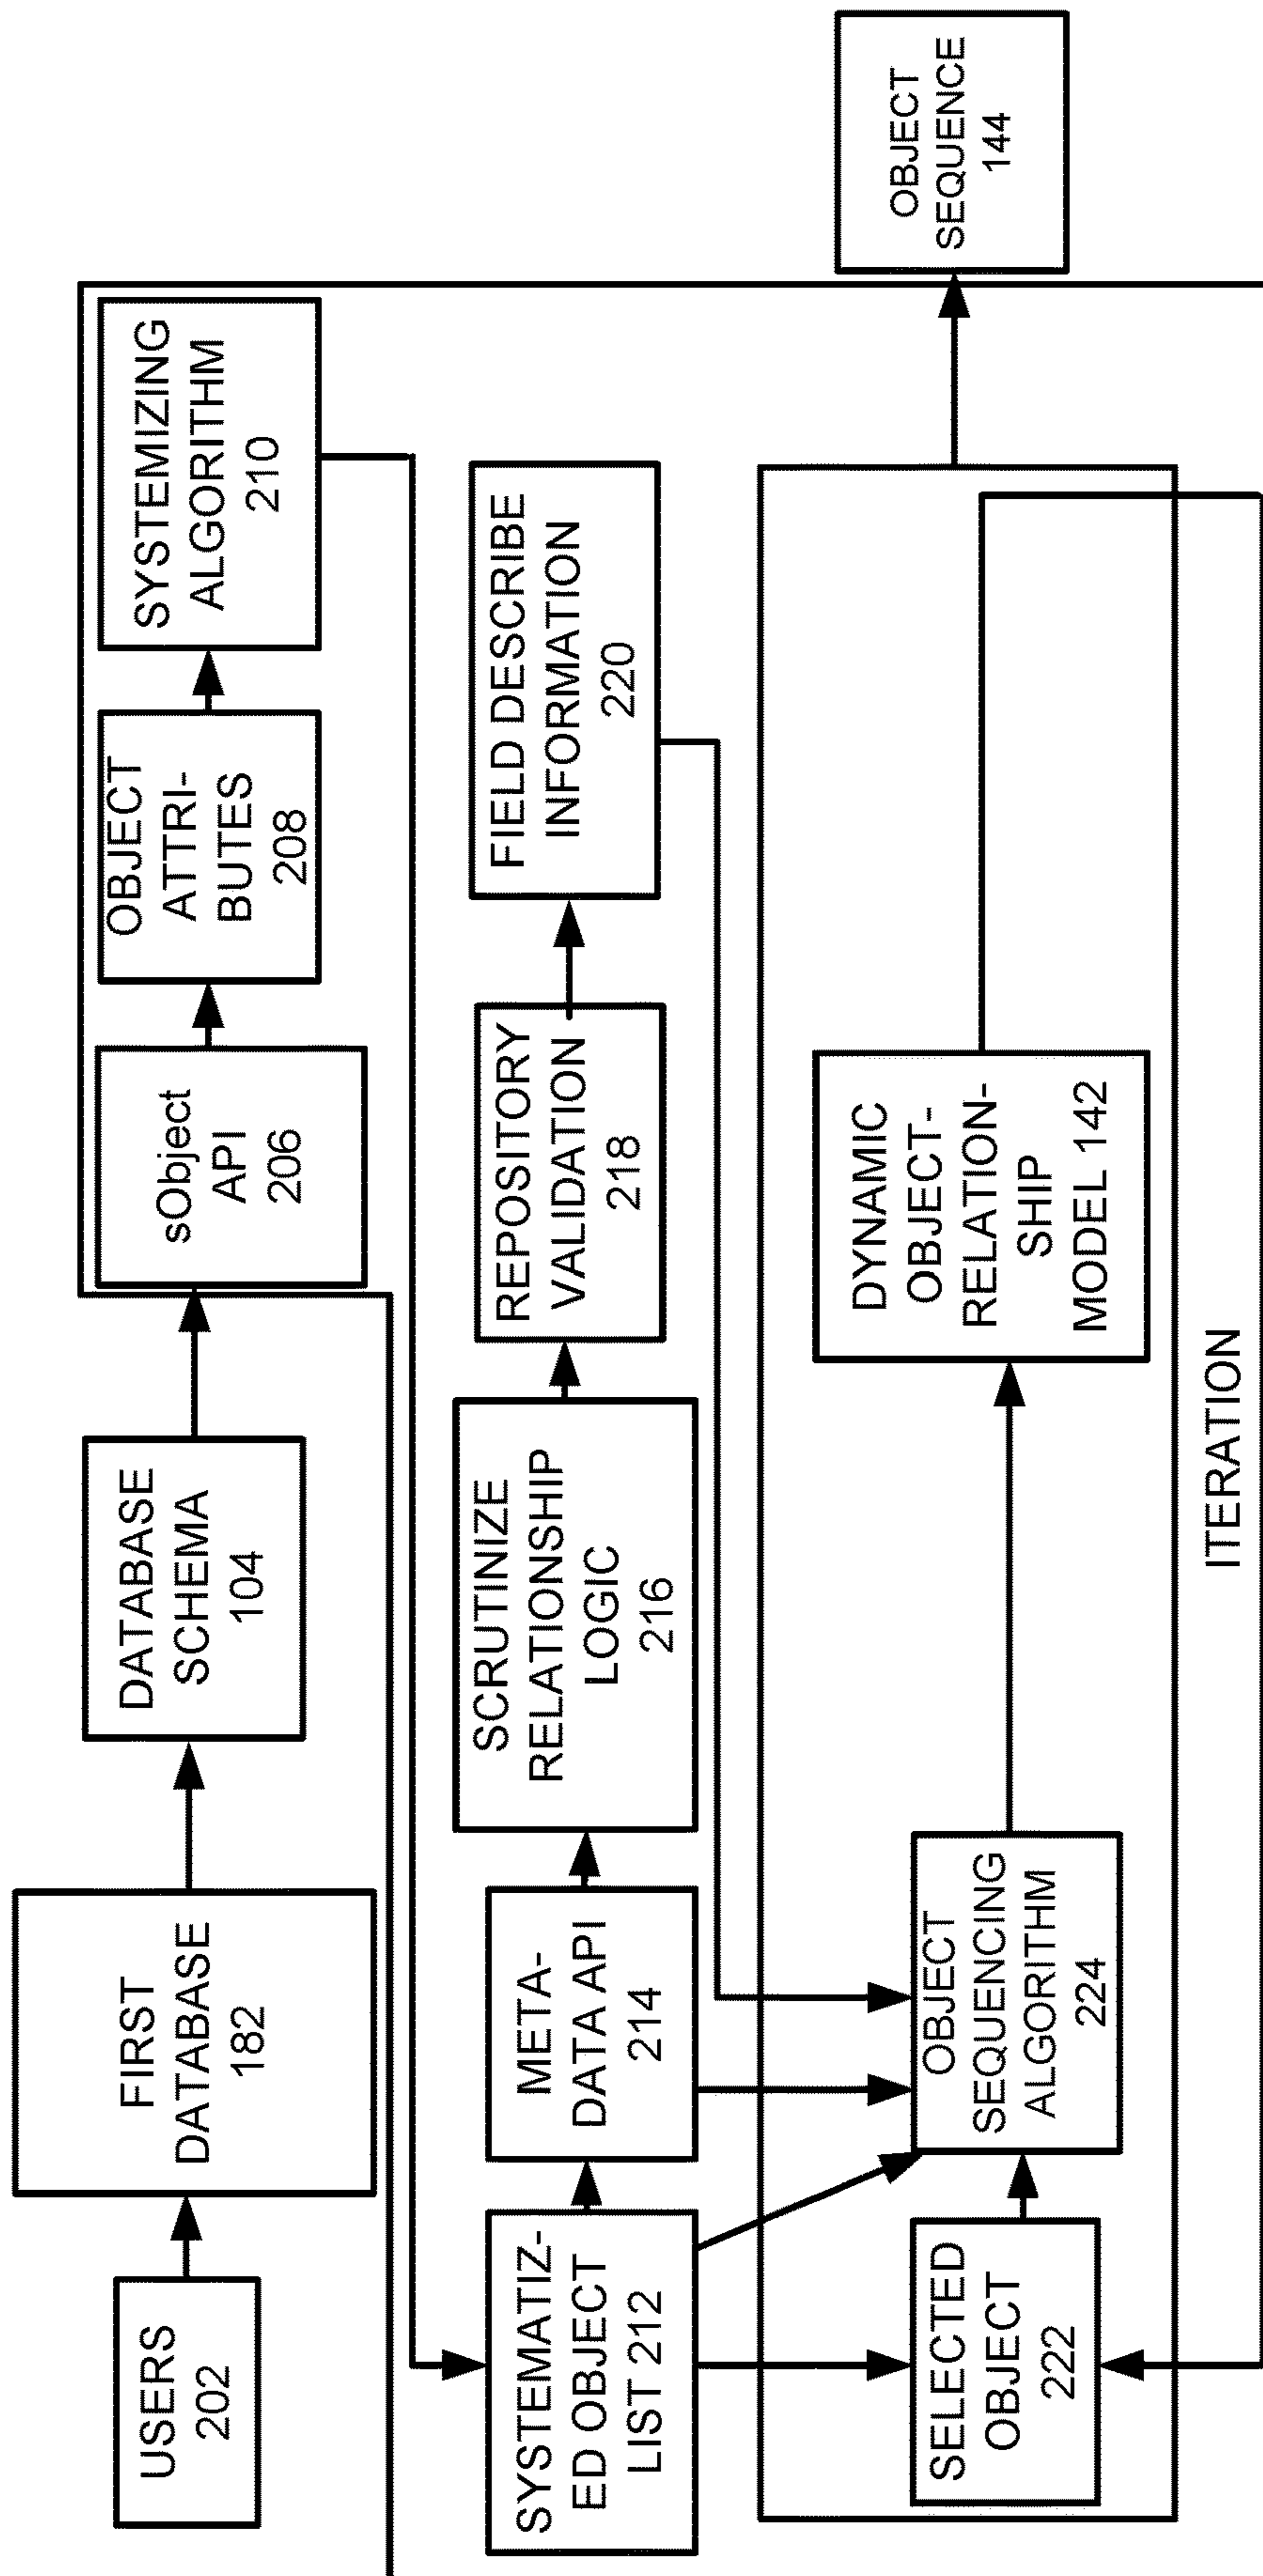 USERS
202
FIRST
DATABASE
182
DATABASE
SCHEMA
104
sObject
API
206
OBJECT
ATTRI-
BUTES
208
SYSTEMIZING
ALGORITHM
210
SYSTEMATIZ-
ED OBJECT
LIST 212
META-
DATA API
214
SCRUTINIZE
RELATIONSHIP
LOGIC
216
REPOSITORY
VALIDATION
218
FIELD DESCRIBE
INFORMATION
220
SELECTED
OBJECT
222
OBJECT
SEQUENCING
ALGORITHM
224
DYNAMIC
OBJECT-
RELATION-
SHIP
MODEL 142
OBJECT
SEQUENCE
144
ITERATION